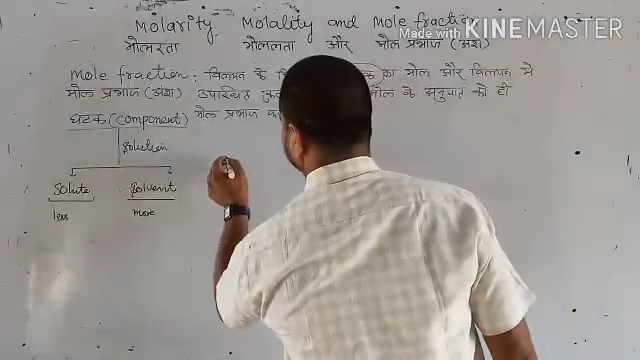 Molarity Molality and Mole fraction
Made with KINEMASTER
मोलरता मोललता और मोल प्रभाज (अंश)
Mole fraction : विलयन के का मोल और विलयन में
मोल प्रभाज (अंश) उपस्थित मोल के अनुपात को ही
घटक (component) मोल प्रभाज
Solution
Solute Solvent
less more